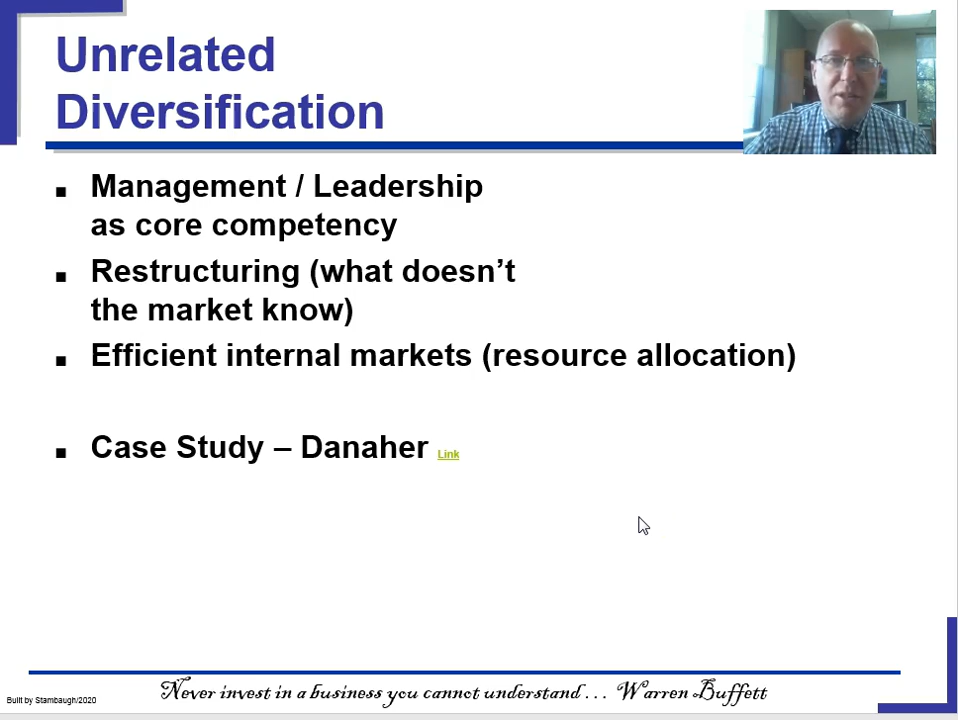 Unrelated
Diversification
■ Management / Leadership
as core competency
■ Restructuring (what doesn’t
the market know)
■ Efficient internal markets (resource allocation)
■ Case Study – Danaher Link
Built by Stambaugh/2020
Never invest in a business you cannot understand … Warren Buffett